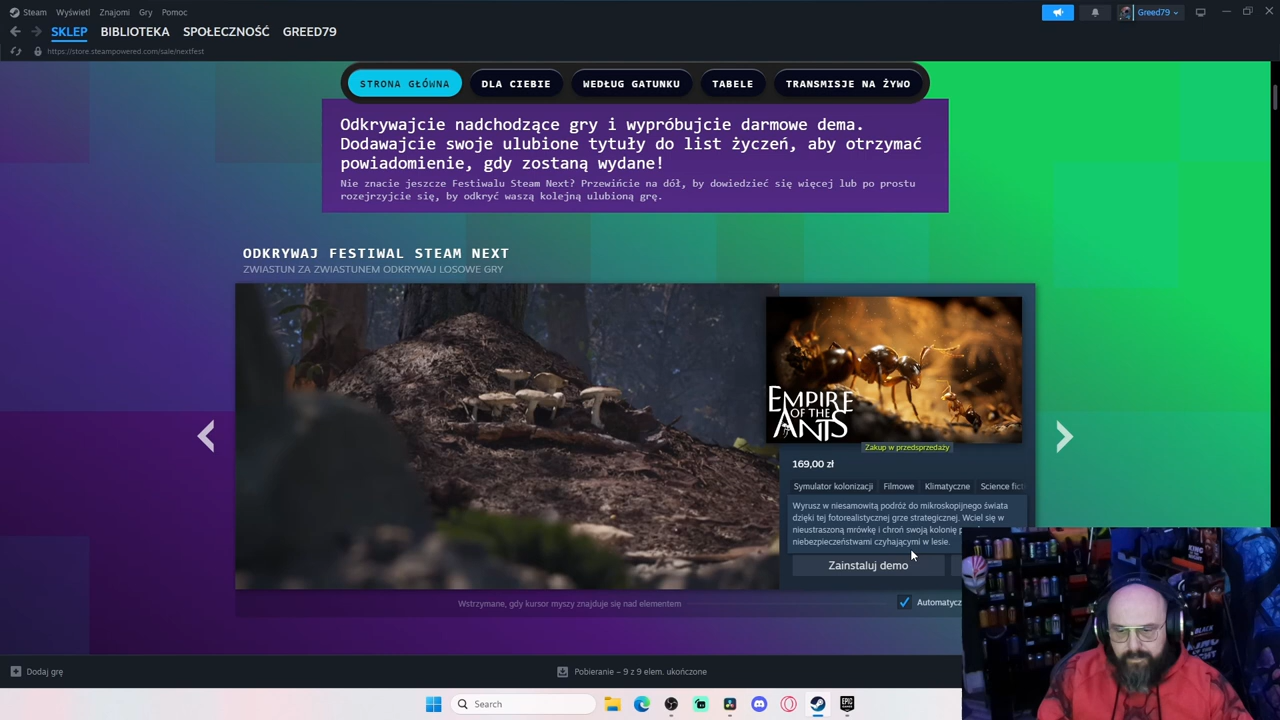 Steam Wyświetl Znajomi Gry Pomoc
Greed79
SKLEP BIBLIOTEKA SPOŁECZNOŚĆ GREED79
https://store.steampowered.com/sale/nextfest
STRONA GŁÓWNA DLA CIEBIE WEDŁUG GATUNKU TABELE TRANSMISJE NA ŻYWO
Odkrywajcie nadchodzące gry i wypróbujcie darmowe dema.
Dodawajcie swoje ulubione tytuły do list życzeń, aby otrzymać
powiadomienie, gdy zostaną wydane!
Nie znacie jeszcze Festiwalu Steam Next? Przewińcie na dół, by dowiedzieć się więcej lub po prostu
rozejrzyjcie się, by odkryć waszą kolejną ulubioną grę.
ODKRYWAJ FESTIWAL STEAM NEXT
ZWIASTUN ZA ZWIASTUNEM ODKRYWAJ LOSOWE GRY
EMPIRE
OF THE
ANTS
Zakup w przedsprzedaży
169,00 zł
Symulator kolonizacji Filmowe Klimatyczne Science fict
Wyrusz w niesamowitą podróż do mikroskopijnego świata
dzięki tej fotorealistycznej grze strategicznej. Wciel się w
nieustraszoną mrówkę i chroń swoją kolonię
niebezpieczeństwami czyhającymi w lesie.
Zainstaluj demo
Wstrzymane, gdy kursor myszy znajduje się nad elementem
Automatycz
Dodaj grę
Pobieranie – 9 z 9 elem. ukończone
Search